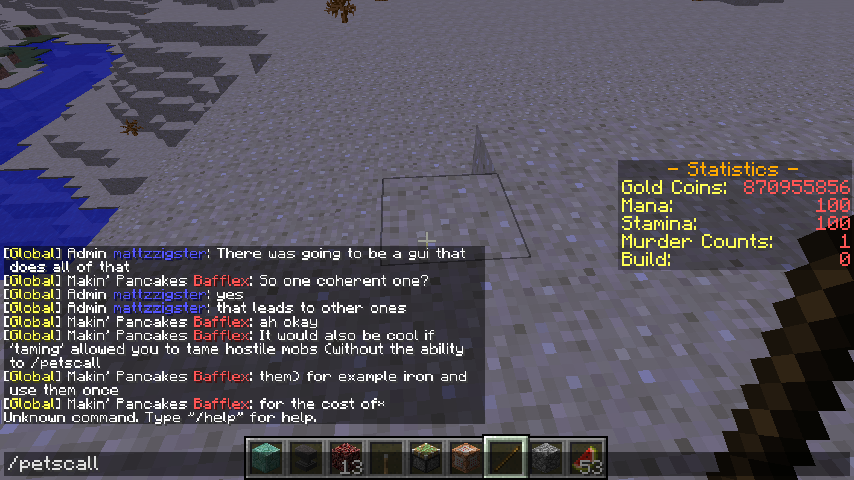 - Statistics -
Gold Coins: 870955856
Mana: 100
Stamina: 100
Murder Counts: 1
Build: 0
[Global] Admin mattzzigster: There was going to be a gui that
does all of that
[Global] Makin' Pancakes Bafflex: So one coherent one?
[Global] Admin mattzzigster: yes
[Global] Admin mattzzigster: that leads to other ones
[Global] Makin' Pancakes Bafflex: ah okay
[Global] Makin' Pancakes Bafflex: It would also be cool if
'taming' allowed you to tame hostile mobs (without the ability
to /petscall
[Global] Makin' Pancakes Bafflex: them) for example iron and
use them once
[Global] Makin' Pancakes Bafflex: for the cost of*
Unknown command. Type "/help" for help.
/petscall
13
53